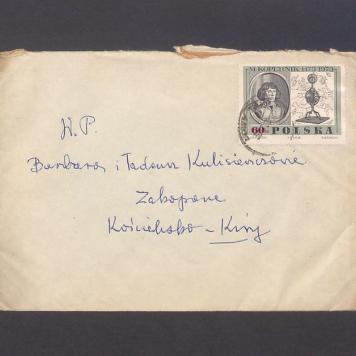 M. KOPERNIK 1473-1973
60 POLSKA
W. P.
Barbara i Tadeusz Kulisiewiczowie
Zakopane
Kościelisko – Kiry